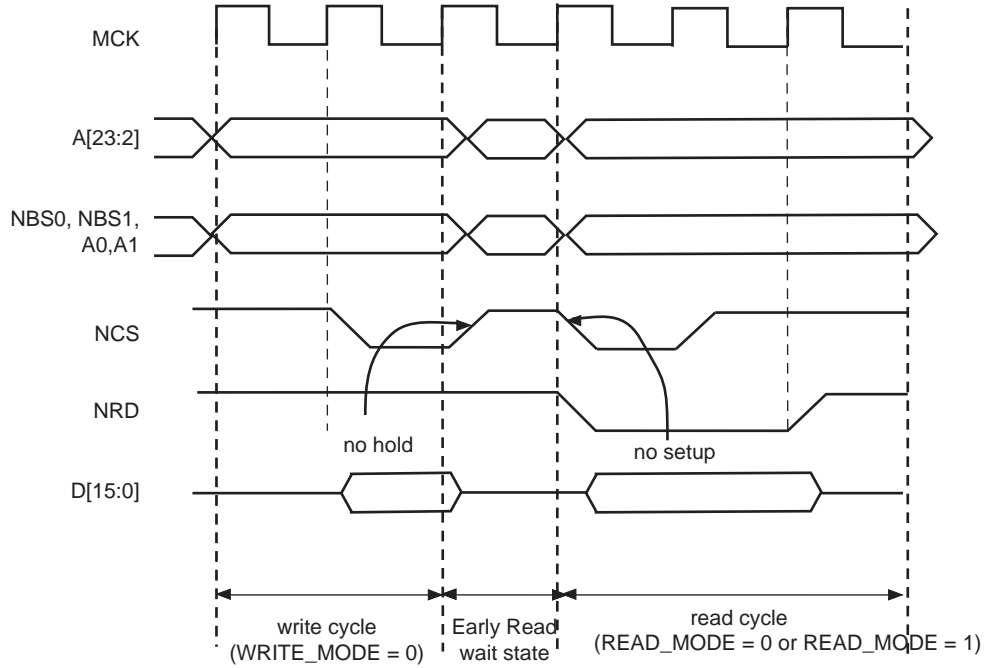 MCK
A[23:2]
NBS0, NBS1,
A0,A1
NCS
NRD
no hold
no setup
D[15:0]
write cycle
(WRITE_MODE = 0)
Early Read
wait state
read cycle
(READ_MODE = 0 or READ_MODE = 1)